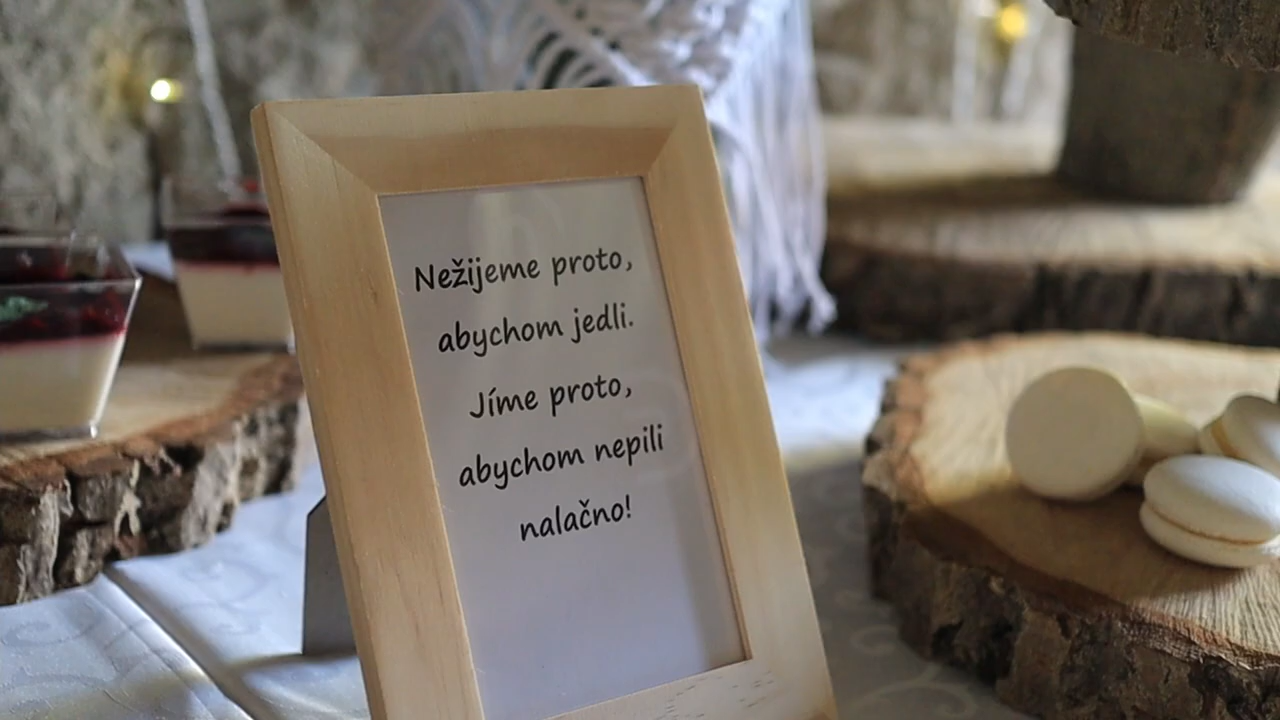 Nežijeme proto,
abychom jedli.
Jíme proto,
abychom nepili
nalačno!